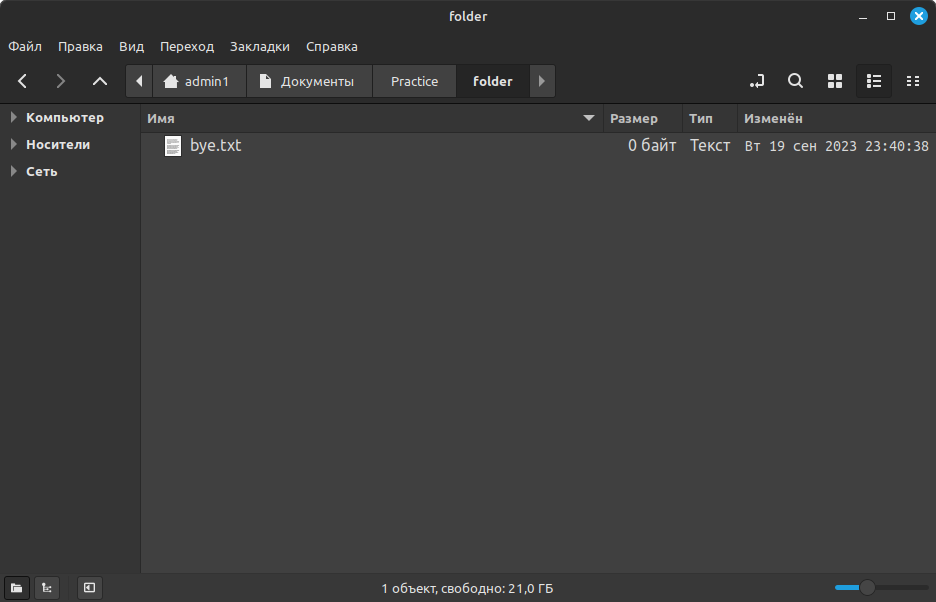 folder
Файл Правка Вид Переход Закладки Справка
admin1 Документы Practice folder
Компьютер
Носители
Сеть
Имя Размер Тип Изменён
bye.txt 0 байт Текст Вт 19 сен 2023 23:40:38
1 объект, свободно: 21,0 ГБ